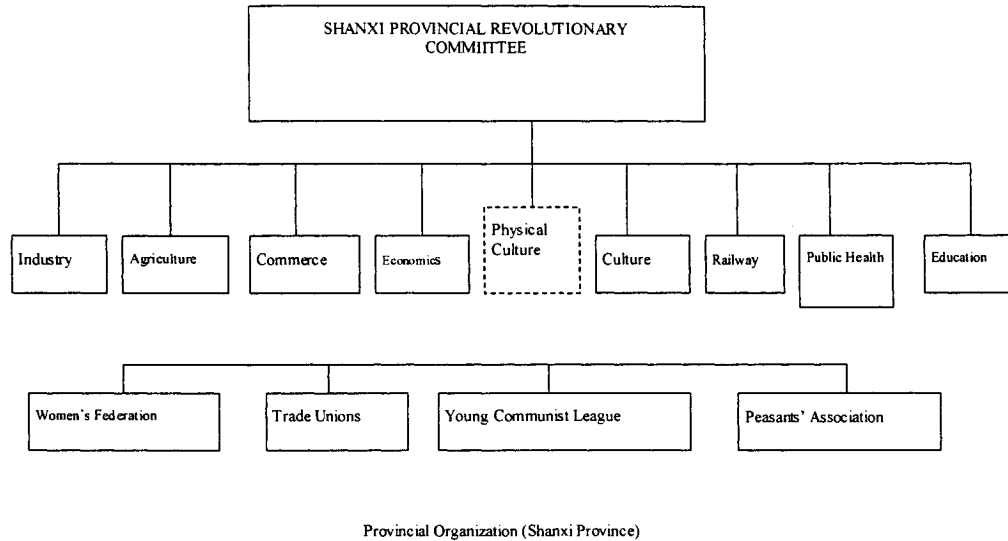 SHANXI PROVINCIAL REVOLUTIONARY
COMMITTEE
Industry
Agriculture
Commerce
Economics
Physical
Culture
Culture
Railway
Public Health
Education
Women's Federation
Trade Unions
Young Communist League
Peasants' Association
Provincial Organization (Shanxi Province)